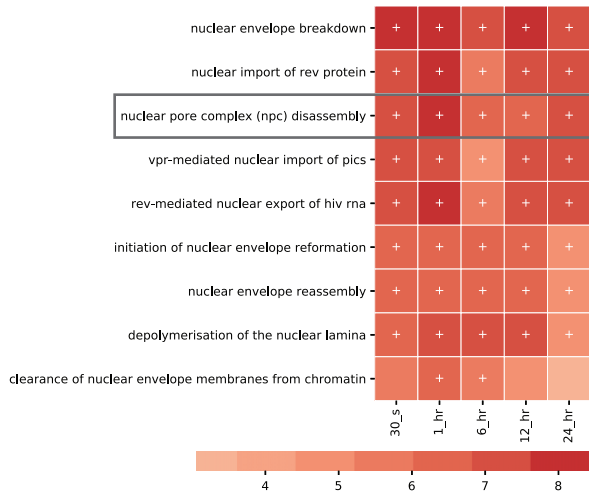 nuclear envelope breakdown + + + + +
nuclear import of rev protein + + + + +
nuclear pore complex (npc) disassembly + + + + +
vpr-mediated nuclear import of pics + + + + +
rev-mediated nuclear export of hiv rna + + + + +
initiation of nuclear envelope reformation + + + + +
nuclear envelope reassembly + + + + +
depolymerisation of the nuclear lamina + + + + +
clearance of nuclear envelope membranes from chromatin + +
30_s 1_hr 6_hr 12_hr 24_hr
4 5 6 7 8